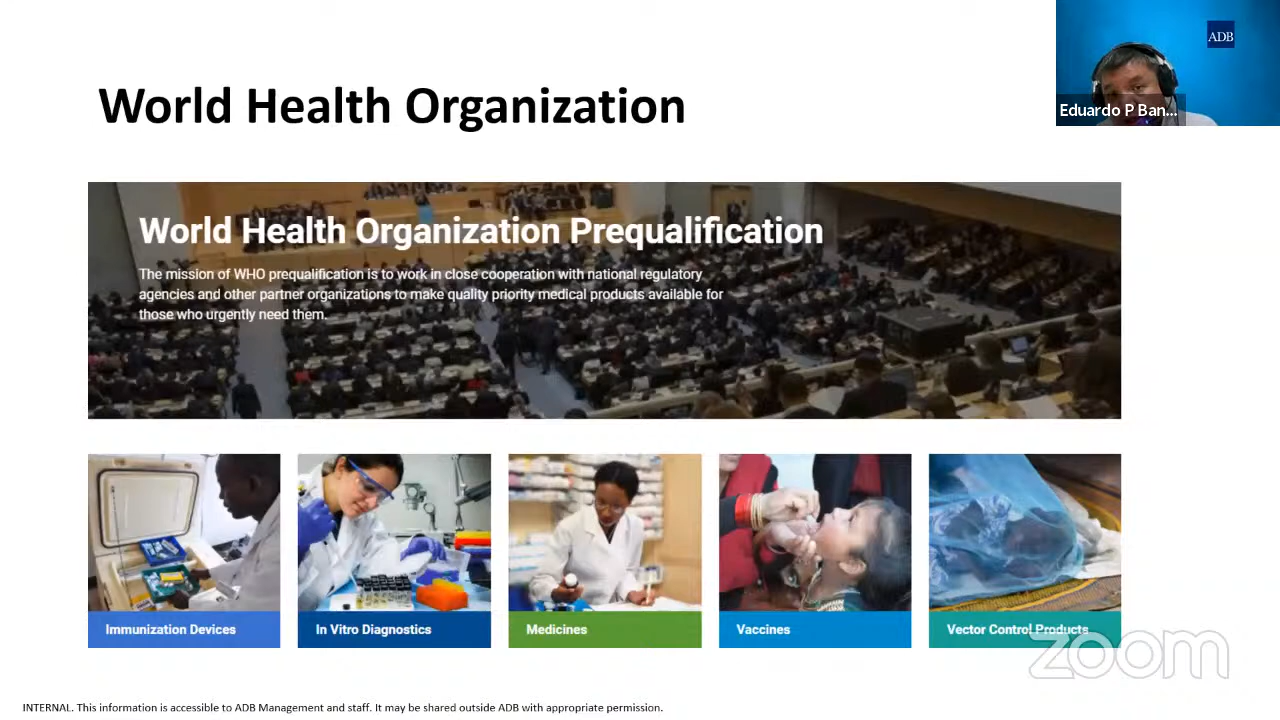 ADB
World Health Organization
Eduardo P Ban...
World Health Organization Prequalification
The mission of WHO prequalification is to work in close cooperation with national regulatory
agencies and other partner organizations to make quality priority medical products available for
those who urgently need them.
Immunization Devices
In Vitro Diagnostics
Medicines
Vaccines
Vector Control Products
zoom
INTERNAL. This information is accessible to ADB Management and staff. It may be shared outside ADB with appropriate permission.